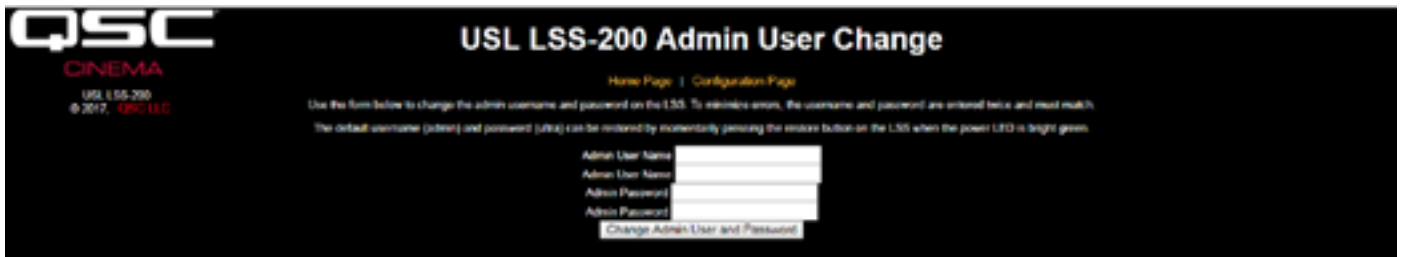 QSC
CINEMA
USL LSS-200
© 2017, QSC LLC
USL LSS-200 Admin User Change
Home Page | Configuration Page
Use the form below to change the admin username and password on the LSS. To minimize errors, the username and password are entered twice and must match.
The default username (admin) and password (ultra) can be restored by momentarily pressing the restore button on the LSS when the power LED is bright green.
Admin User Name
Admin User Name
Admin Password
Admin Password
Change Admin User and Password